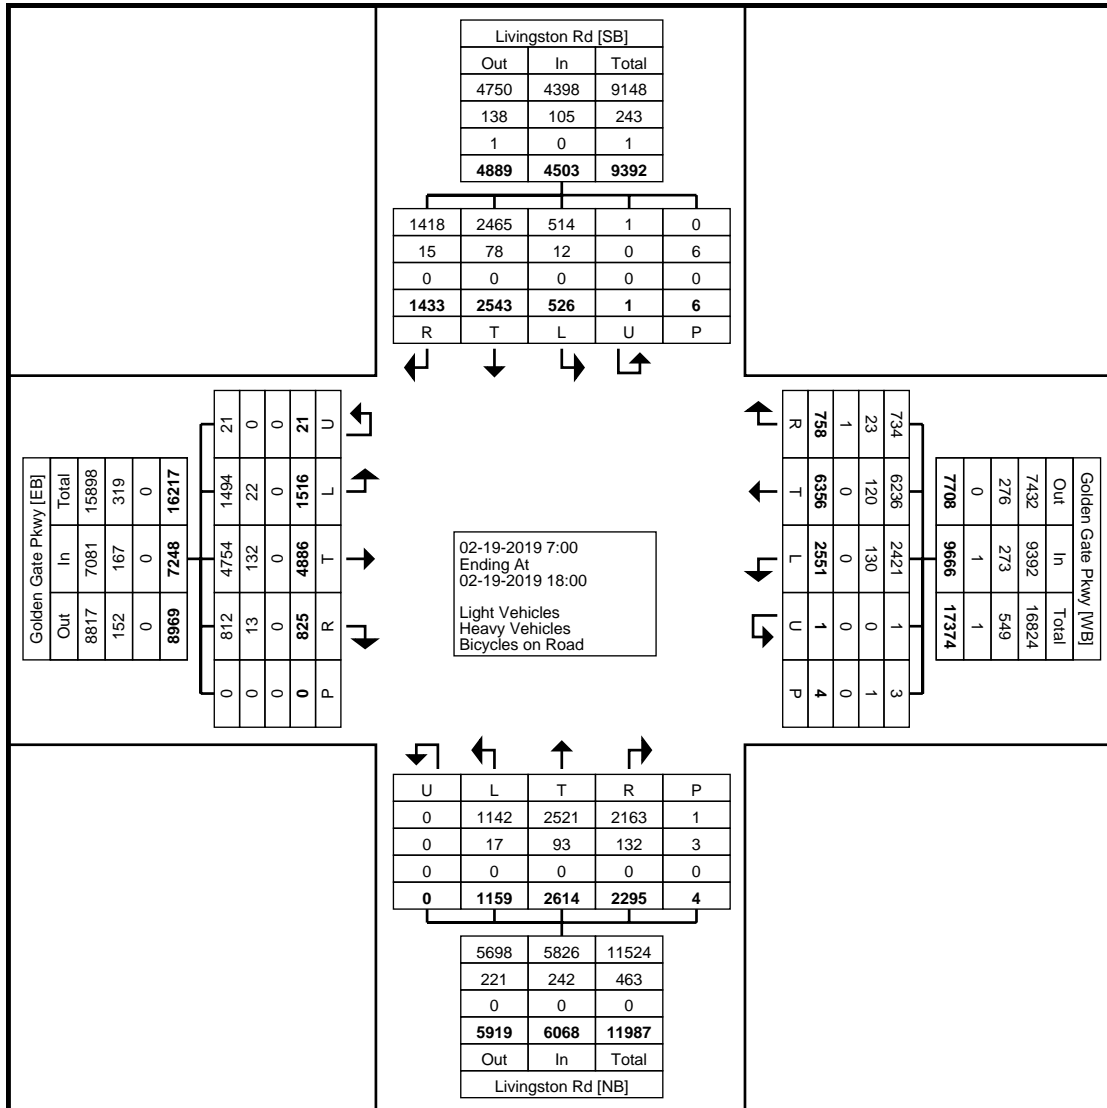 Livingston Rd [SB]
Out In Total
4750 4398 9148
138 105 243
1 0 1
4889 4503 9392
1418 2465 514 1 0
15 78 12 0 6
0 0 0 0 0
1433 2543 526 1 6
R T L U P
Golden Gate Pkwy [EB]
Total 15898 319 0 16217
In 7081 167 0 7248
Out 8817 152 0 8969
21 0 0 21 U
1494 22 0 1516 L
4754 132 0 4886 T
812 13 0 825 R
0 0 0 0 P
02-19-2019 7:00
Ending At
02-19-2019 18:00
Light Vehicles
Heavy Vehicles
Bicycles on Road
R 758 1 23 734
T 6356 0 120 6236
L 2551 0 130 2421
U 1 0 0 1
P 4 0 1 3
Golden Gate Pkwy [WB]
Out 7432 276 0 7708
In 9392 273 1 9666
Total 16824 549 1 17374
U L T R P
0 1142 2521 2163 1
0 17 93 132 3
0 0 0 0 0
0 1159 2614 2295 4
5698 5826 11524
221 242 463
0 0 0
5919 6068 11987
Out In Total
Livingston Rd [NB]